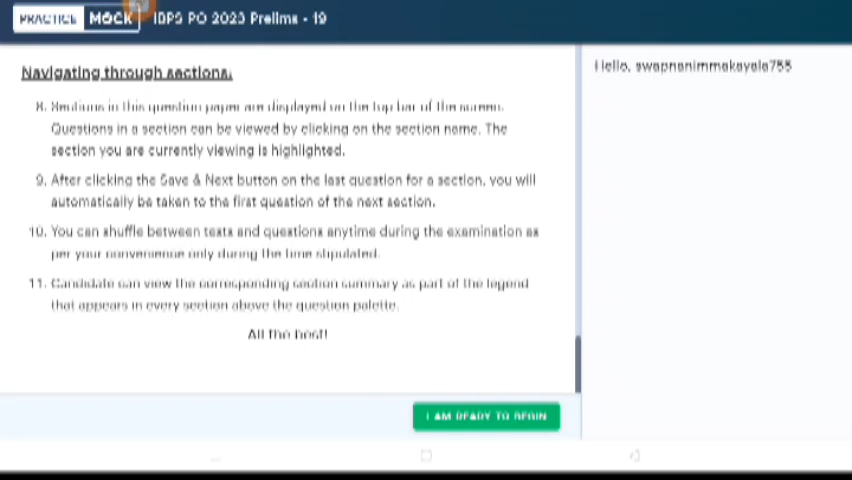 PRACTICE MOCK IBPS PO 2023 Prelims - 19
Navigating through sections:
Hello, swapnanimmakayala755
8. Sections in this question paper are displayed on the top bar of the screen.
Questions in a section can be viewed by clicking on the section name. The
section you are currently viewing is highlighted.
9. After clicking the Save & Next button on the last question for a section, you will
automatically be taken to the first question of the next section.
10. You can shuffle between tests and questions anytime during the examination as
per your convenience only during the time stipulated.
11. Candidate can view the corresponding section summary as part of the legend
that appears in every section above the question palette.
All the best!
I AM READY TO BEGIN